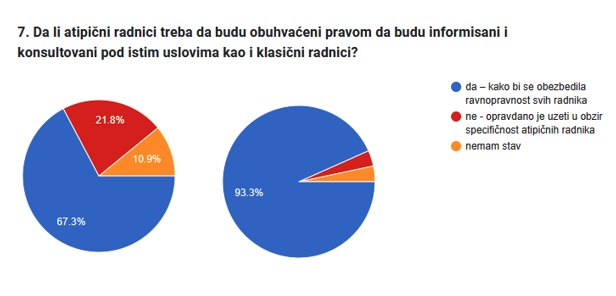 7. Da li atipični radnici treba da budu obuhvaćeni pravom da budu informisani i
konsultovani pod istim uslovima kao i klasični radnici?
21.8%
10.9%
67.3%
93.3%
da – kako bi se obezbedila
ravnopravnost svih radnika
ne - opravdano je uzeti u obzir
specifičnost atipičnih radnika
nemam stav